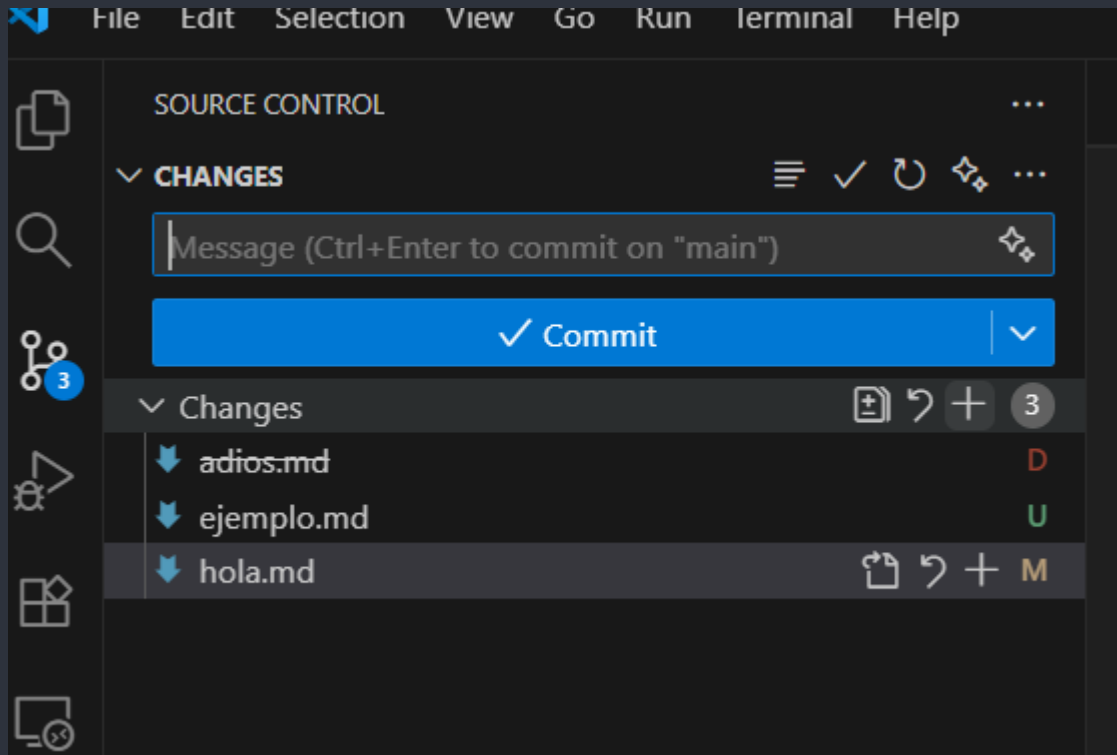 File Edit Selection View Go Run Terminal Help
SOURCE CONTROL
CHANGES
Message (Ctrl+Enter to commit on "main")
Commit
3
Changes 3
adios.md D
ejemplo.md U
hola.md M